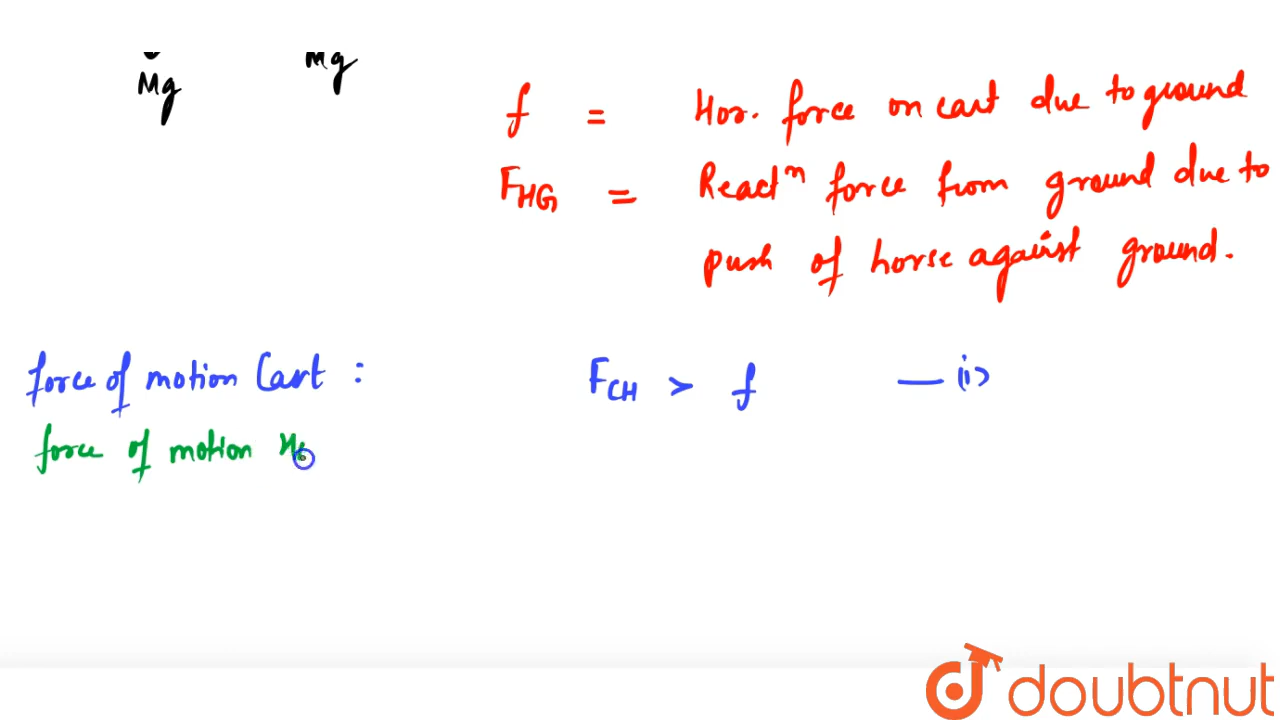 Mg
Mg
f = Hor. force on cart due to ground
FHG = Reactn force from ground due to
push of horse against ground.
force of motion Cart : FCH > f — (i)
force of motion
doubtnut